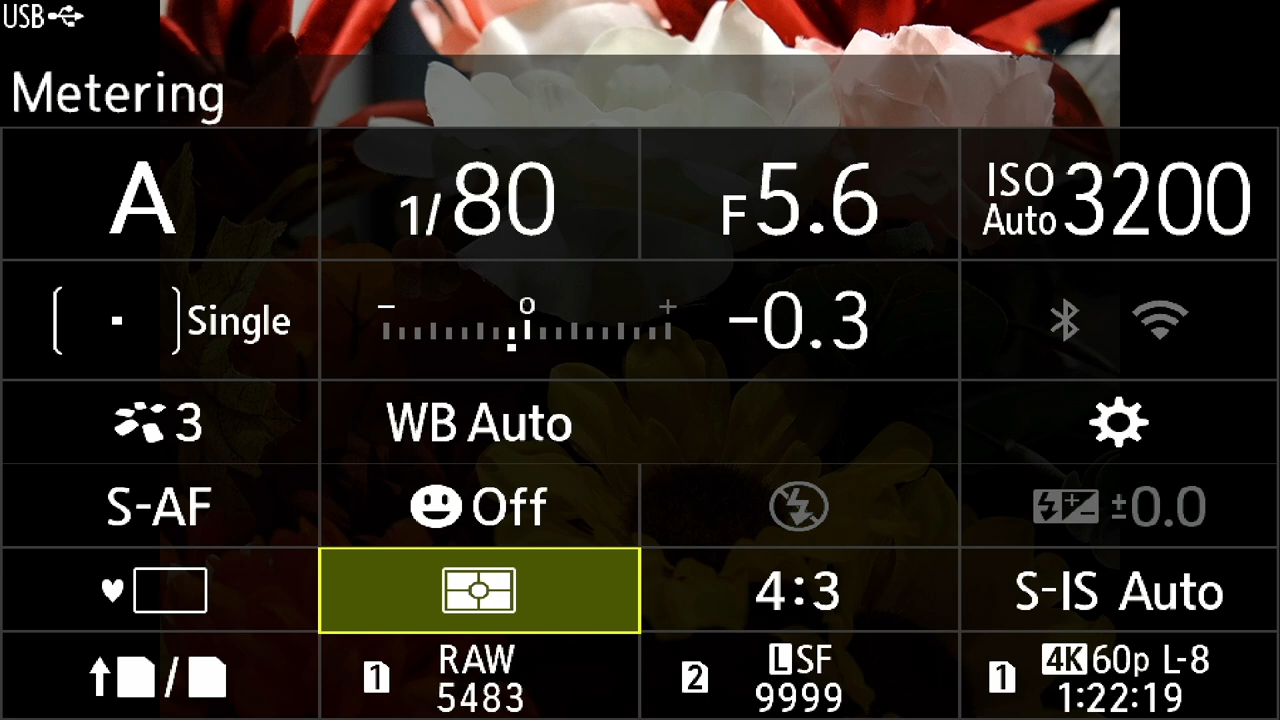 USB
Metering
A
1/80
F5.6
ISO Auto 3200
Single
− 0 +
−0.3
3
WB Auto
S-AF
Off
±0.0
4:3
S-IS Auto
/
1 RAW
5483
2 L SF
9999
1 4K 60p L-8
1:22:19